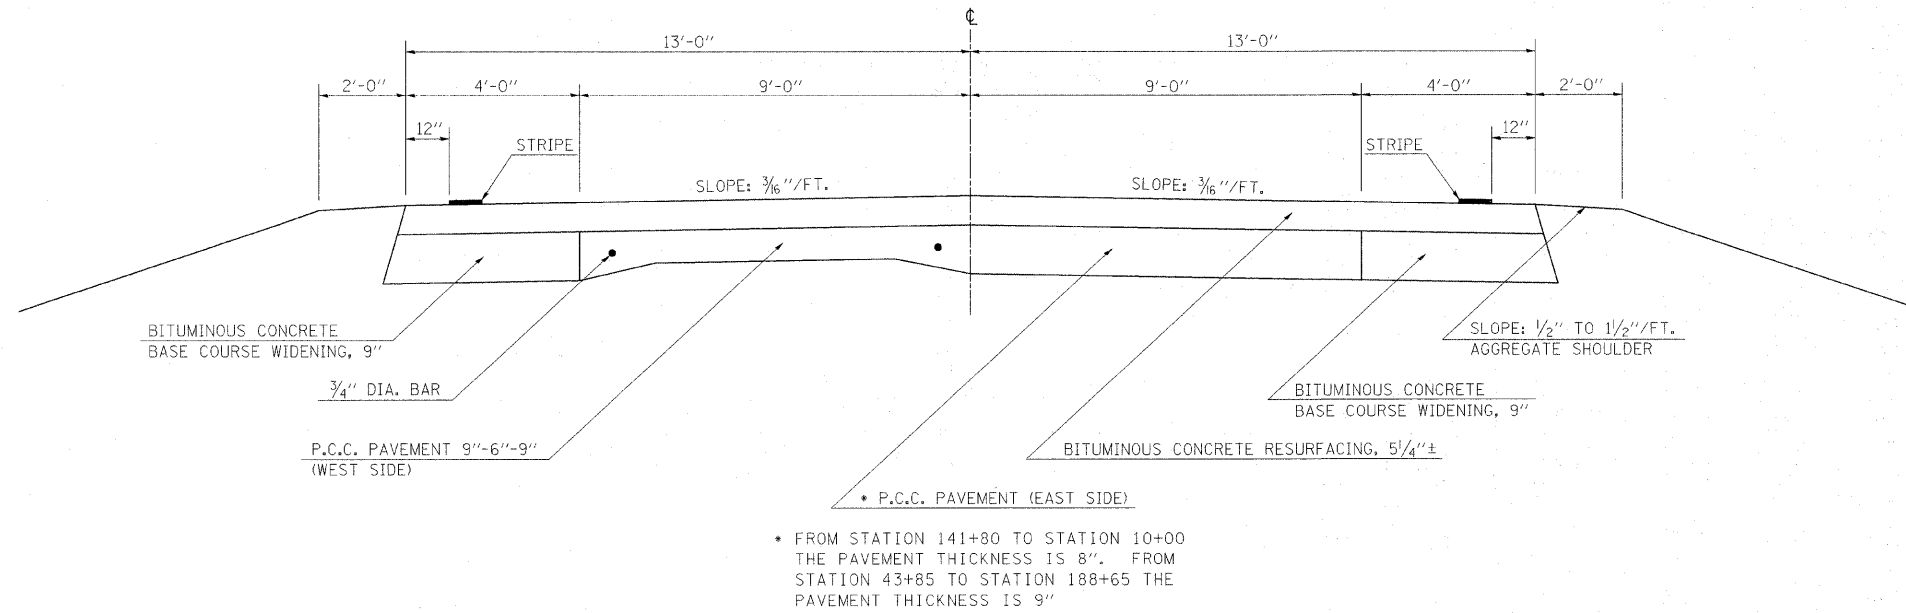 ℄
13'-0" 13'-0"
2'-0" 4'-0" 9'-0" 9'-0" 4'-0" 2'-0"
12" 12"
STRIPE STRIPE
SLOPE: 3/16"/FT. SLOPE: 3/16"/FT.
BITUMINOUS CONCRETE
BASE COURSE WIDENING, 9"
SLOPE: 1/2" TO 1 1/2"/FT.
AGGREGATE SHOULDER
3/4" DIA. BAR
BITUMINOUS CONCRETE
BASE COURSE WIDENING, 9"
P.C.C. PAVEMENT 9"-6"-9"
(WEST SIDE)
BITUMINOUS CONCRETE RESURFACING, 5 1/4"±
* P.C.C. PAVEMENT (EAST SIDE)
* FROM STATION 141+80 TO STATION 10+00
THE PAVEMENT THICKNESS IS 8". FROM
STATION 43+85 TO STATION 188+65 THE
PAVEMENT THICKNESS IS 9"